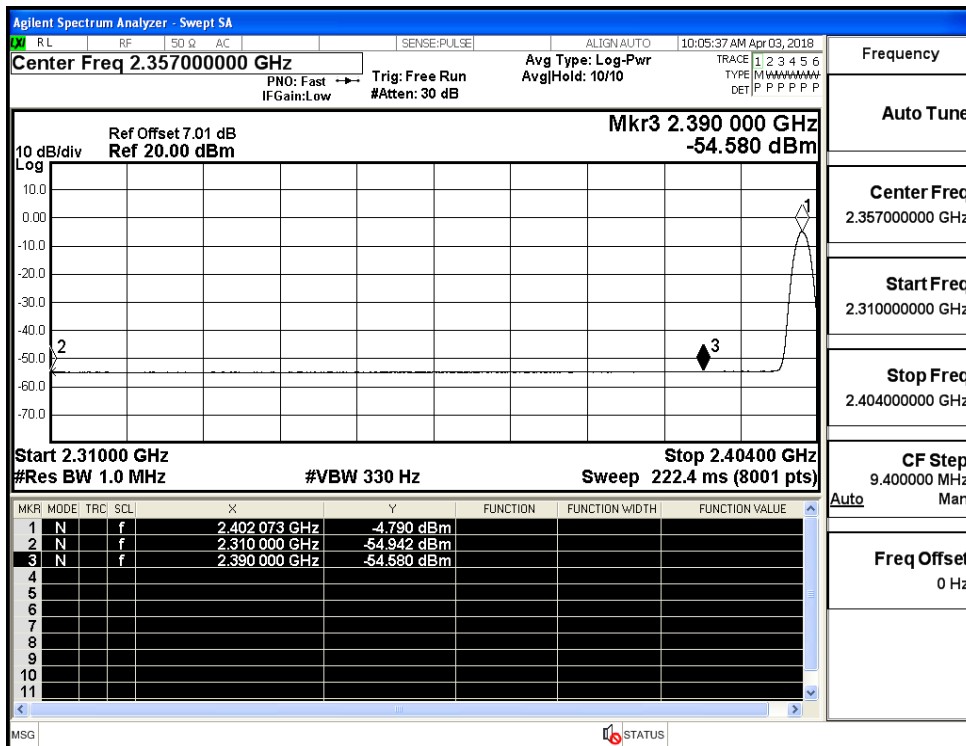 Agilent Spectrum Analyzer - Swept SA
LXI RL RF 50 Ω AC SENSE:PULSE ALIGNAUTO 10:05:37 AM Apr 03, 2018
Center Freq 2.357000000 GHz
PNO: Fast
IFGain:Low
Trig: Free Run
#Atten: 30 dB
Avg Type: Log-Pwr
Avg|Hold: 10/10
TRACE 1 2 3 4 5 6
TYPE M
DET P P P P P P
Mkr3 2.390 000 GHz
-54.580 dBm
Ref Offset 7.01 dB
Ref 20.00 dBm
10 dB/div
Log
10.0
0.00
-10.0
-20.0
-30.0
-40.0
-50.0
-60.0
-70.0
1
2
3
Start 2.31000 GHz Stop 2.40400 GHz
#Res BW 1.0 MHz #VBW 330 Hz Sweep 222.4 ms (8001 pts)
MKR MODE TRC SCL X Y FUNCTION FUNCTION WIDTH FUNCTION VALUE
1 N f 2.402 073 GHz -4.790 dBm
2 N f 2.310 000 GHz -54.942 dBm
3 N f 2.390 000 GHz -54.580 dBm
4
5
6
7
8
9
10
11
MSG STATUS
Frequency
Auto Tune
Center Freq
2.357000000 GHz
Start Freq
2.310000000 GHz
Stop Freq
2.404000000 GHz
CF Step
9.400000 MHz
Auto Man
Freq Offset
0 Hz